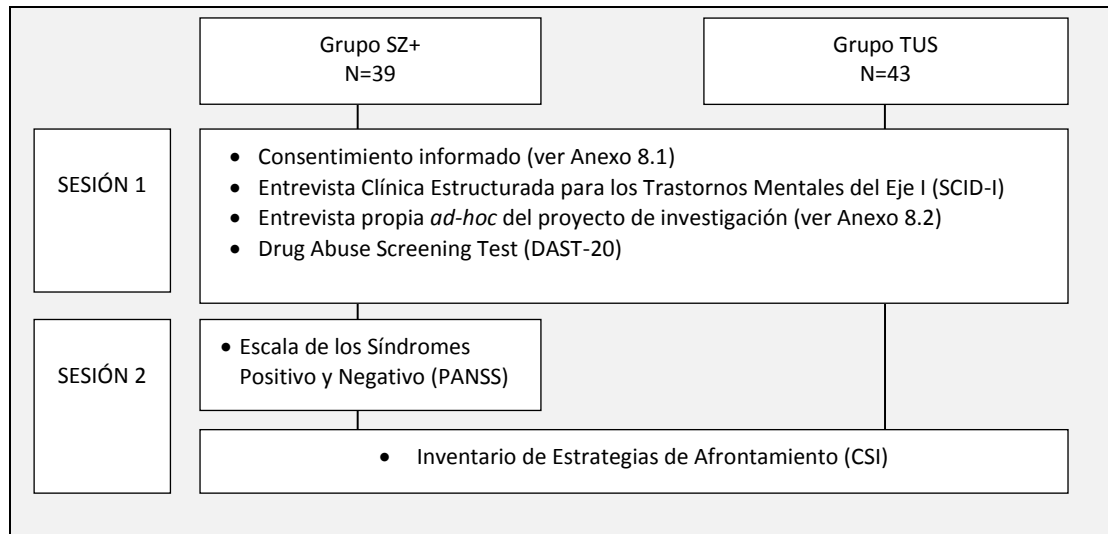 Grupo SZ+
N=39
Grupo TUS
N=43
SESIÓN 1
• Consentimiento informado (ver Anexo 8.1)
• Entrevista Clínica Estructurada para los Trastornos Mentales del Eje I (SCID-I)
• Entrevista propia ad-hoc del proyecto de investigación (ver Anexo 8.2)
• Drug Abuse Screening Test (DAST-20)
SESIÓN 2
• Escala de los Síndromes
Positivo y Negativo (PANSS)
• Inventario de Estrategias de Afrontamiento (CSI)